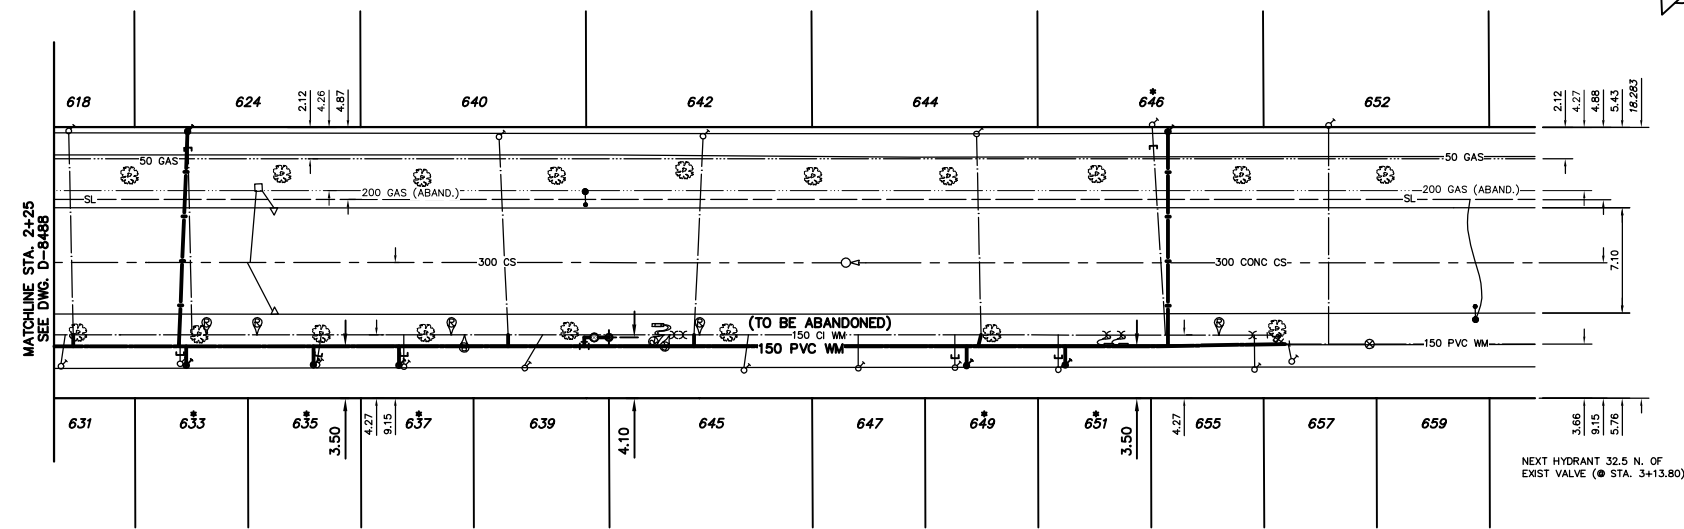 618
624
640
642
644
646
*
652
2.12
4.26
4.87
2.12
4.27
4.88
5.43
18.283
50 GAS
50 GAS
200 GAS (ABAND.)
200 GAS (ABAND.)
SL
SL
MATCHLINE STA. 2+25
SEE DWG. D-8488
300 CS
300 CONC CS
7.10
(TO BE ABANDONED)
150 CI WM
150 PVC WM
150 PVC WM
631
633
*
635
*
637
*
639
645
647
649
*
651
*
655
657
659
3.50
4.27
9.15
4.10
3.50
4.27
3.66
9.15
5.76
NEXT HYDRANT 32.5 N. OF
EXIST VALVE (@ STA. 3+13.80)